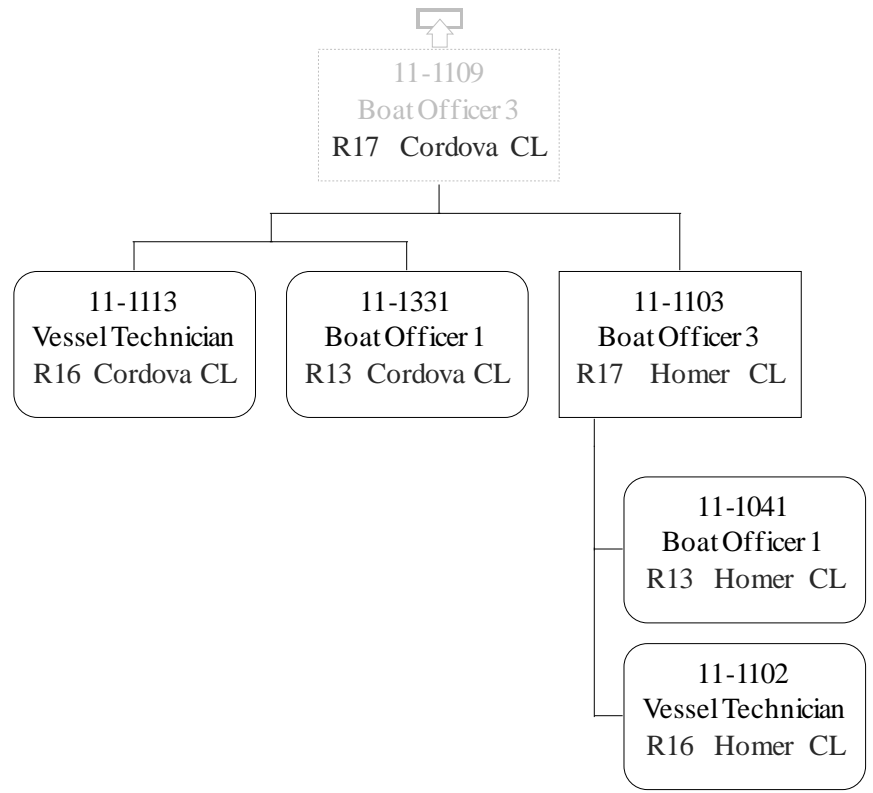 11-1109
Boat Officer 3
R17 Cordova CL
11-1113
Vessel Technician
R16 Cordova CL
11-1331
Boat Officer 1
R13 Cordova CL
11-1103
Boat Officer 3
R17 Homer CL
11-1041
Boat Officer 1
R13 Homer CL
11-1102
Vessel Technician
R16 Homer CL